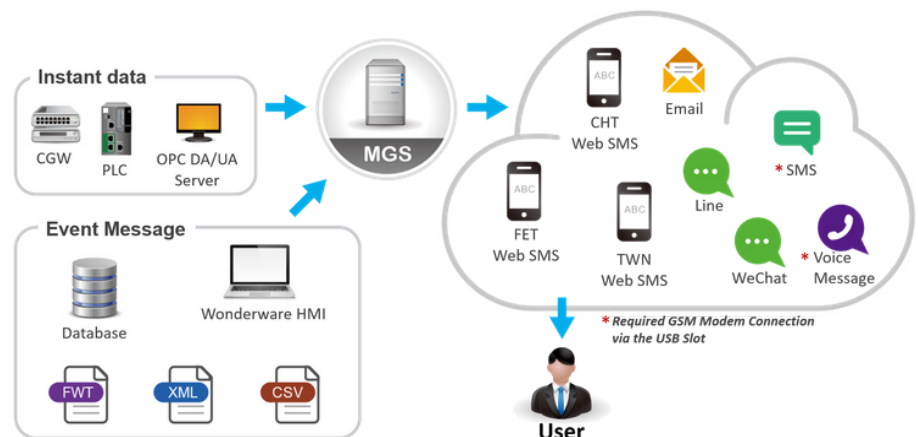 Instant data
CGW
PLC
OPC DA/UA
Server
MGS
Event Message
Database
Wonderware HMI
FWT
XML
CSV
ABC
CHT
Web SMS
Email
* SMS
ABC
FET
Web SMS
ABC
TWN
Web SMS
Line
WeChat
* Voice
Message
* Required GSM Modem Connection
via the USB Slot
User